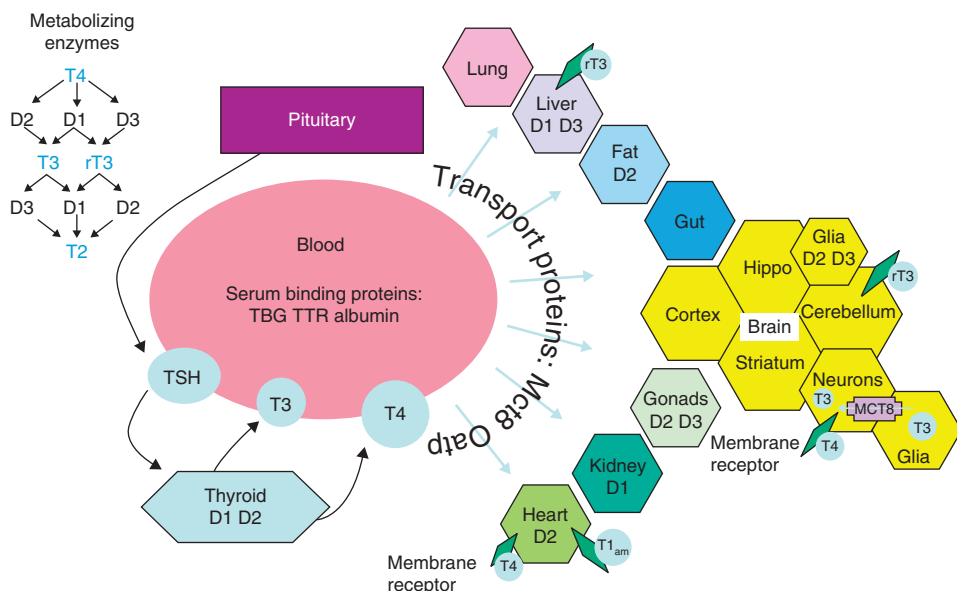 Metabolizing
enzymes
T4
D2 D1 D3
T3 rT3
D3 D1 D2
T2
Pituitary
Blood
Serum binding proteins:
TBG TTR albumin
TSH
T3
T4
Thyroid
D1 D2
Transport proteins: Mct8 Oatp
Lung
Liver
D1 D3
rT3
Fat
D2
Gut
Hippo
Glia
D2 D3
rT3
Cortex
Brain
Cerebellum
Striatum
Neurons
T3
MCT8
T3
T4
Glia
Membrane
receptor
Gonads
D2 D3
Kidney
D1
Heart
D2
T4
T1am
Membrane
receptor